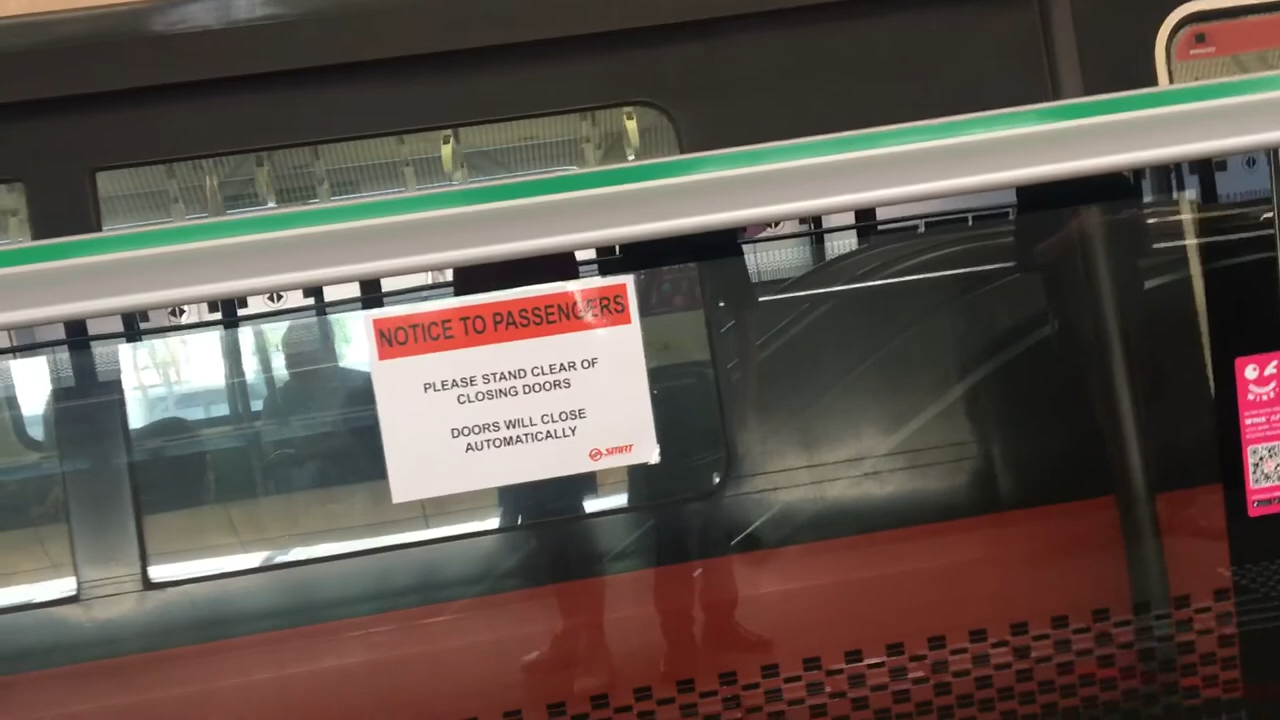 NOTICE TO PASSENGERS
PLEASE STAND CLEAR OF
CLOSING DOORS
DOORS WILL CLOSE
AUTOMATICALLY
SMRT